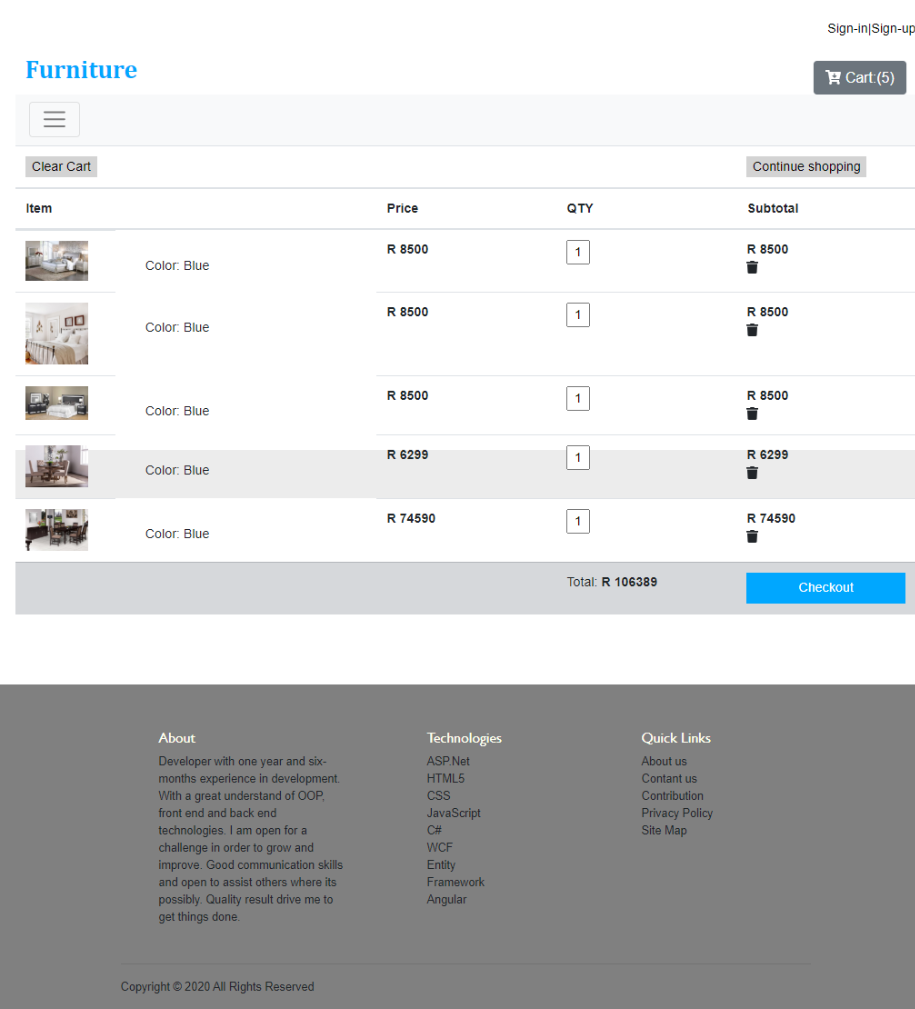 Sign-in|Sign-up
Furniture
Cart:(5)
Clear Cart
Continue shopping
Item Price QTY Subtotal
Color: Blue R 8500 1 R 8500
Color: Blue R 8500 1 R 8500
Color: Blue R 8500 1 R 8500
Color: Blue R 6299 1 R 6299
Color: Blue R 74590 1 R 74590
Total: R 106389 Checkout
About
Developer with one year and six-
months experience in development.
With a great understand of OOP,
front end and back end
technologies. I am open for a
challenge in order to grow and
improve. Good communication skills
and open to assist others where its
possibly. Quality result drive me to
get things done.
Technologies
ASP.Net
HTML5
CSS
JavaScript
C#
WCF
Entity
Framework
Angular
Quick Links
About us
Contant us
Contribution
Privacy Policy
Site Map
Copyright © 2020 All Rights Reserved